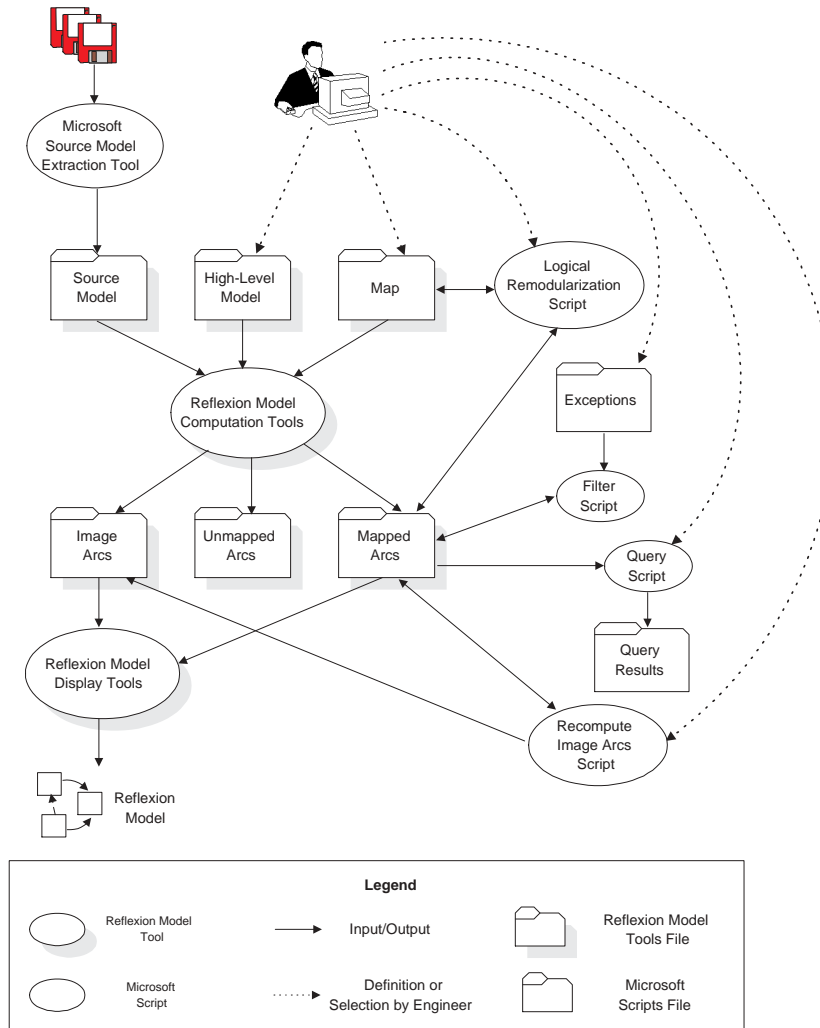 Microsoft
Source Model
Extraction Tool
Source
Model
High-Level
Model
Map
Logical
Remodularization
Script
Reflexion Model
Computation Tools
Exceptions
Filter
Script
Image
Arcs
Unmapped
Arcs
Mapped
Arcs
Query
Script
Query
Results
Reflexion Model
Display Tools
Recompute
Image Arcs
Script
Reflexion
Model
Legend
Reflexion Model
Tool
Input/Output
Reflexion Model
Tools File
Microsoft
Script
Definition or
Selection by Engineer
Microsoft
Scripts File